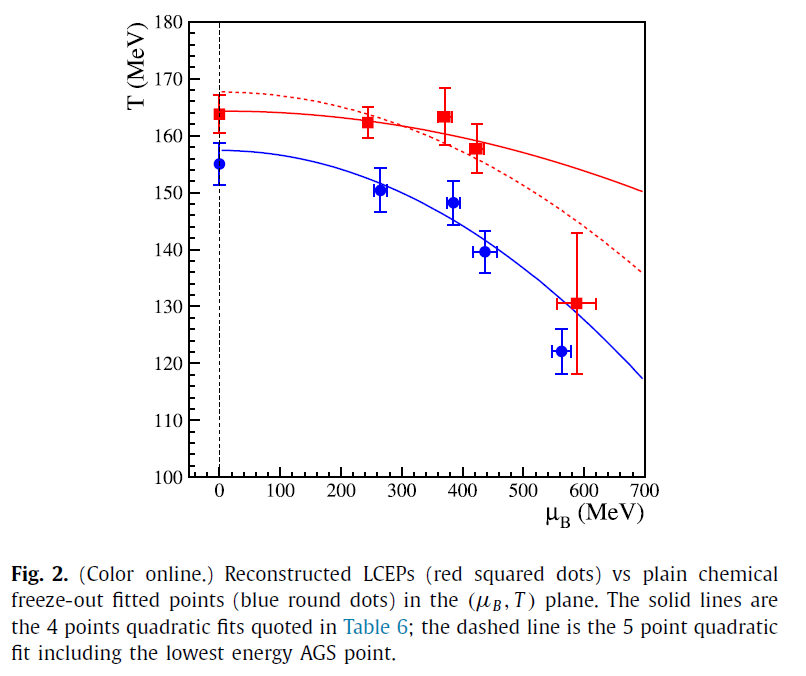 180
T (MeV)
170
160
150
140
130
120
110
100
0
100
200
300
400
500
600
700
μB (MeV)
Fig. 2. (Color online.) Reconstructed LCEPs (red squared dots) vs plain chemical
freeze-out fitted points (blue round dots) in the (μB, T) plane. The solid lines are
the 4 points quadratic fits quoted in Table 6; the dashed line is the 5 point quadratic
fit including the lowest energy AGS point.